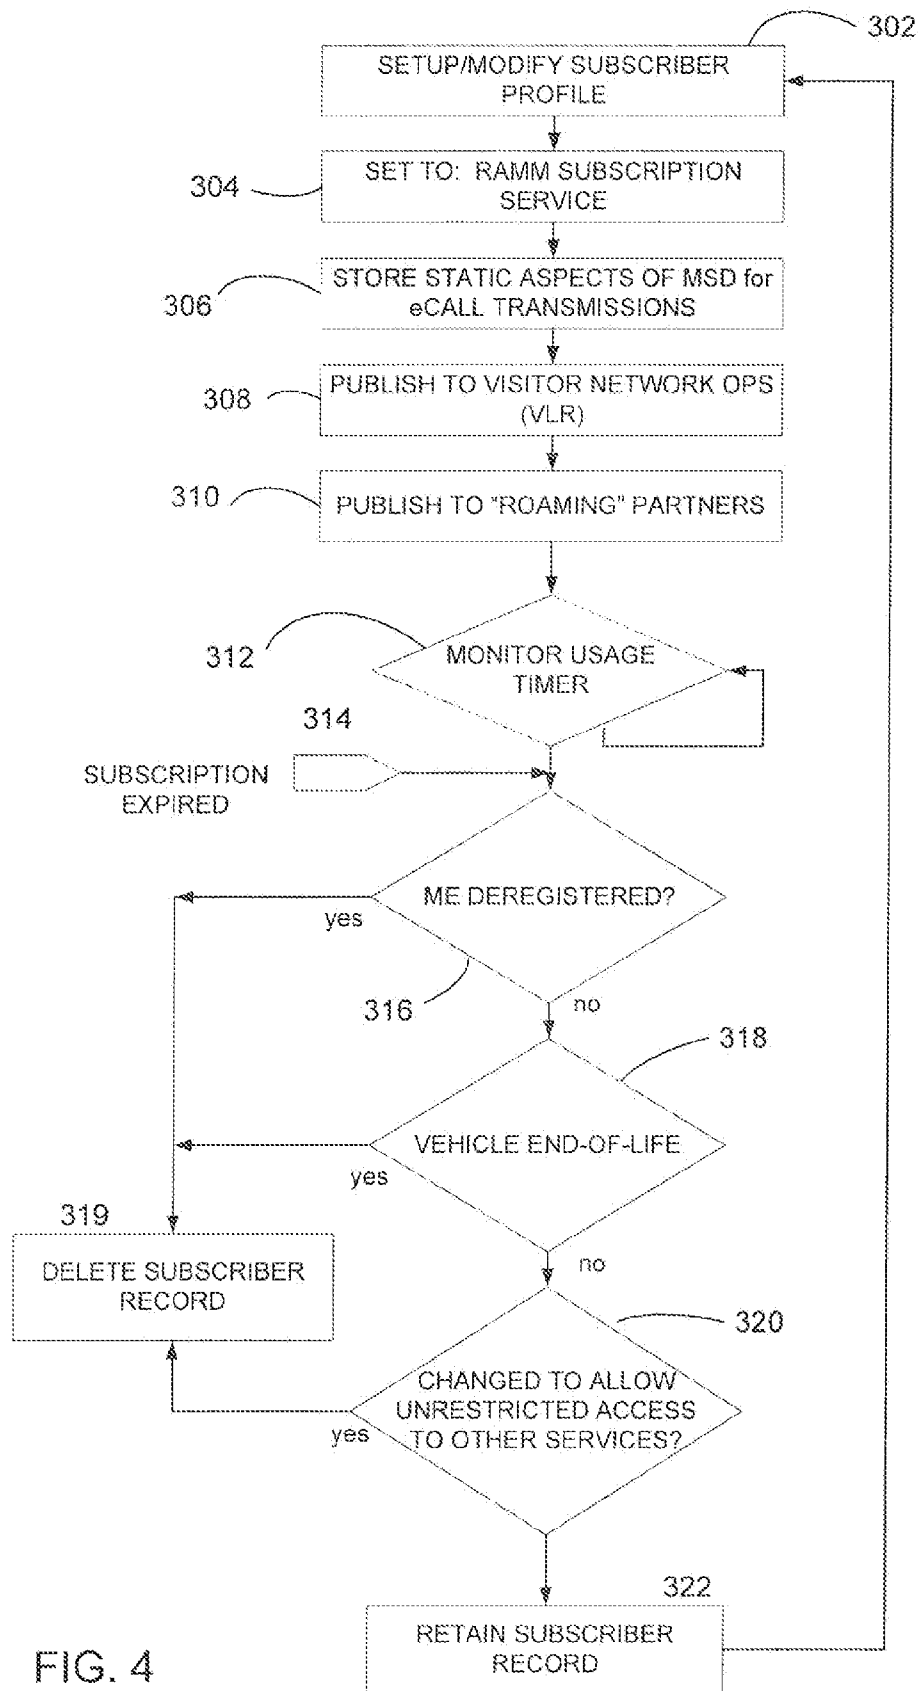 302
SETUP/MODIFY SUBSCRIBER
PROFILE
304
SET TO: RAMM SUBSCRIPTION
SERVICE
306
STORE STATIC ASPECTS OF MSD for
eCALL TRANSMISSIONS
308
PUBLISH TO VISITOR NETWORK OPS
(VLR)
310
PUBLISH TO "ROAMING" PARTNERS
312
MONITOR USAGE
TIMER
314
SUBSCRIPTION
EXPIRED
ME DEREGISTERED?
yes
316
no
318
VEHICLE END-OF-LIFE
yes
319
DELETE SUBSCRIBER
RECORD
no
320
CHANGED TO ALLOW
UNRESTRICTED ACCESS
TO OTHER SERVICES?
yes
322
RETAIN SUBSCRIBER
RECORD
FIG. 4